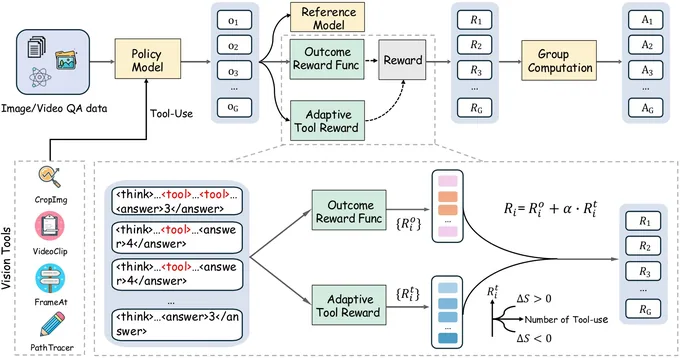 Image/Video QA data
Policy
Model
Tool-Use
o1
o2
o3
...
oG
Reference
Model
Outcome
Reward Func
Adaptive
Tool Reward
Reward
R1
R2
R3
...
RG
Group
Computation
A1
A2
A3
...
AG
Vision Tools
CropImg
VideoClip
FrameAt
PathTracer
<think>...<tool>...<tool>...
<answer>3</answer>
<think>...<tool>...<answe
r>4</answer>
<think>...<tool>...<answe
r>4</answer>
...
<think>...<answer>3</an
swer>
Outcome
Reward Func
{R_i^o}
Adaptive
Tool Reward
{R_i^t}
...
...
R_i = R_i^o + α · R_i^t
R_i^t
ΔS > 0
Number of Tool-use
ΔS < 0
R1
R2
R3
...
RG